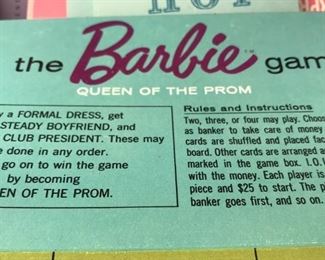 HOT
the Barbie™ gam
QUEEN OF THE PROM
y a FORMAL DRESS, get
STEADY BOYFRIEND, and
CLUB PRESIDENT. These may
e done in any order.
go on to win the game
by becoming
EN OF THE PROM.
Rules and Instructions
Two, three, or four may play. Choos
as banker to take care of money
cards are shuffled and placed fac
board. Other cards are arranged a
marked in the game box. I.O.
with the money. Each player is
piece and $25 to start. The p
banker goes first, and so on.